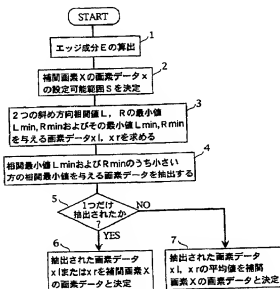 START
1
エッジ成分Eの算出
2
補間画素Xの画素データx
の設定可能範囲Sを決定
3
2つの斜め方向相関値L, Rの最小値
Lmin, Rminおよびその最小値Lmin, Rmin
を与える画素データxl, xrを求める
4
相関最小値LminおよびRminのうち小さい
方の相関最小値を与える画素データを抽出する
5
1つだけ
抽出されたか
?
NO
YES
6
抽出された画素データ
xlまたはxrを補間画素X
の画素データと決定
7
抽出された画素データ
xl, xrの平均値を補間
画素Xの画素データと決定